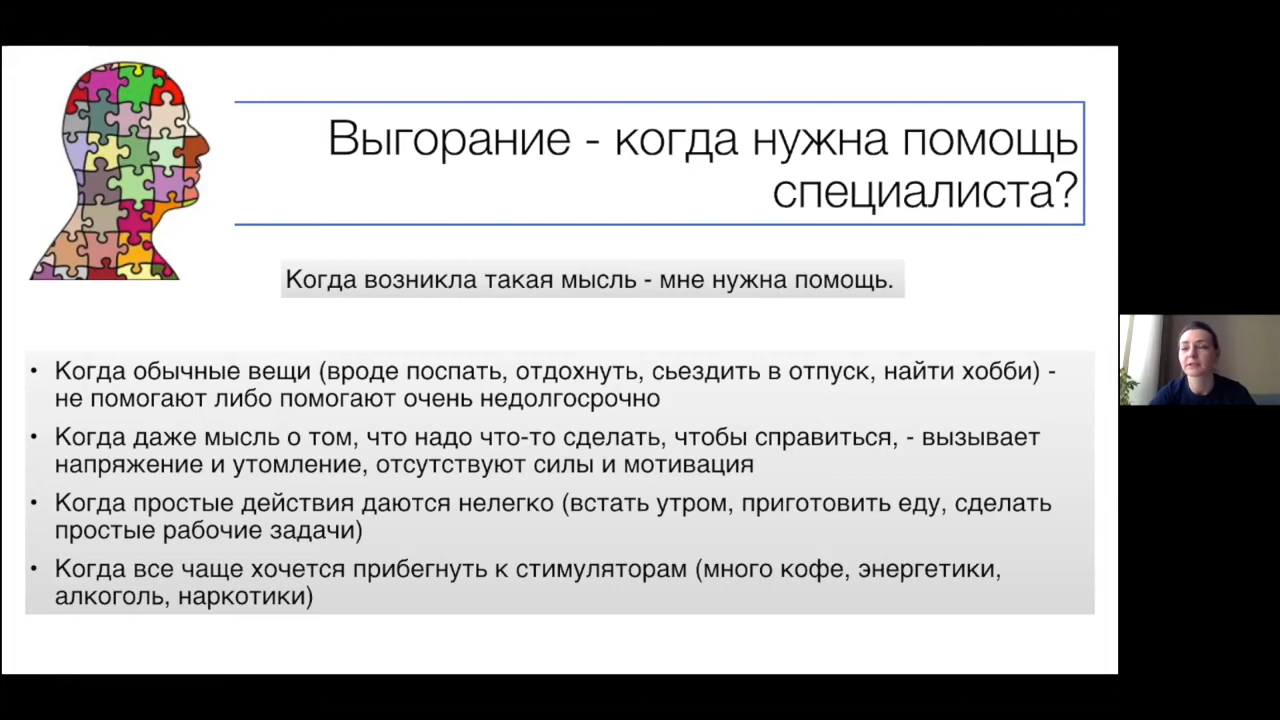 Выгорание - когда нужна помощь
специалиста?
Когда возникла такая мысль - мне нужна помощь.
• Когда обычные вещи (вроде поспать, отдохнуть, сьездить в отпуск, найти хобби) -
не помогают либо помогают очень недолгосрочно
• Когда даже мысль о том, что надо что-то сделать, чтобы справиться, - вызывает
напряжение и утомление, отсутствуют силы и мотивация
• Когда простые действия даются нелегко (встать утром, приготовить еду, сделать
простые рабочие задачи)
• Когда все чаще хочется прибегнуть к стимуляторам (много кофе, энергетики,
алкоголь, наркотики)